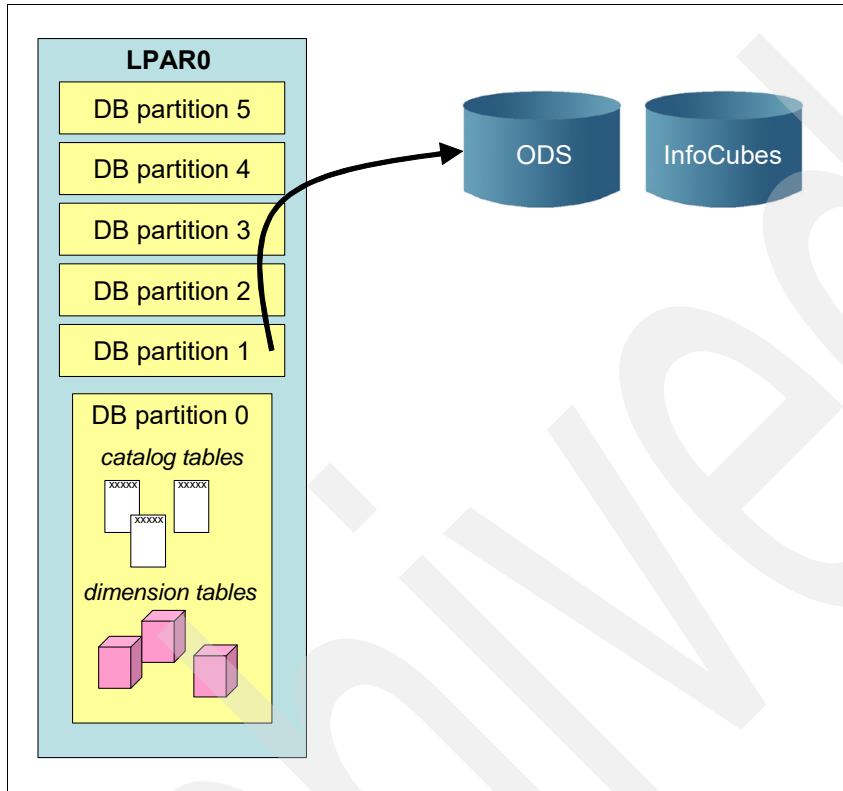 LPAR0
DB partition 5
DB partition 4
DB partition 3
DB partition 2
DB partition 1
DB partition 0
catalog tables
xxxxx
xxxxx
xxxxx
dimension tables
ODS
InfoCubes